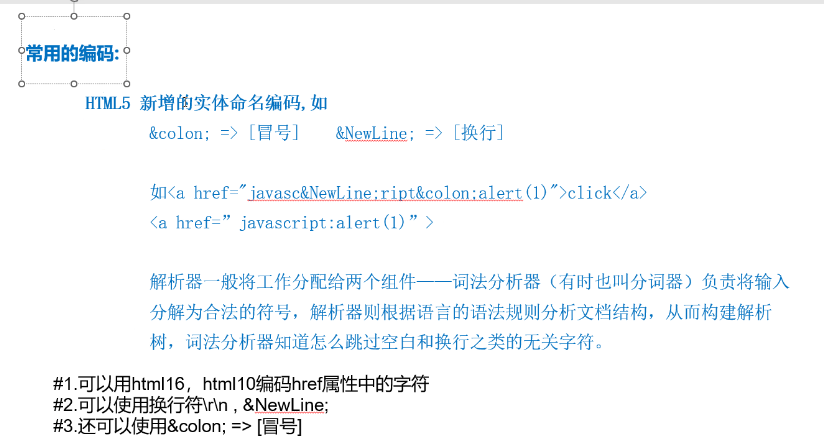 常用的编码:
HTML5 新增的实体命名编码,如
&colon; => [冒号] &NewLine; => [换行]
如<a href="javasc&NewLine;ript&colon;alert(1)">click</a>
<a href=” javascript:alert(1)” >
解析器一般将工作分配给两个组件——词法分析器（有时也叫分词器）负责将输入
分解为合法的符号，解析器则根据语言的语法规则分析文档结构，从而构建解析
树，词法分析器知道怎么跳过空白和换行之类的无关字符。
#1.可以用html16，html10编码href属性中的字符
#2.可以使用换行符\r\n , &NewLine;
#3.还可以使用&colon; => [冒号]